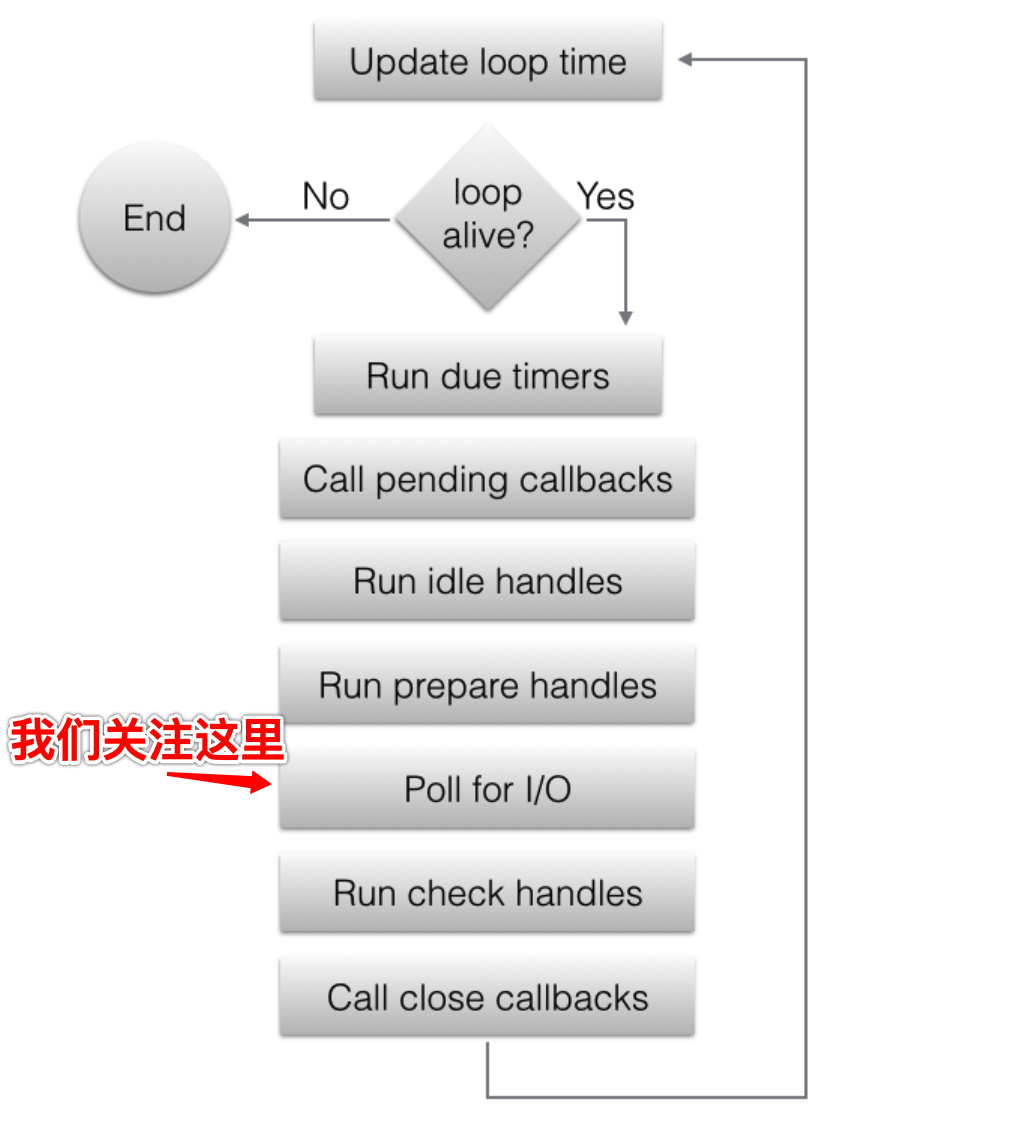 Update loop time
No
loop
alive?
Yes
End
Run due timers
Call pending callbacks
Run idle handles
Run prepare handles
我们关注这里
Poll for I/O
Run check handles
Call close callbacks